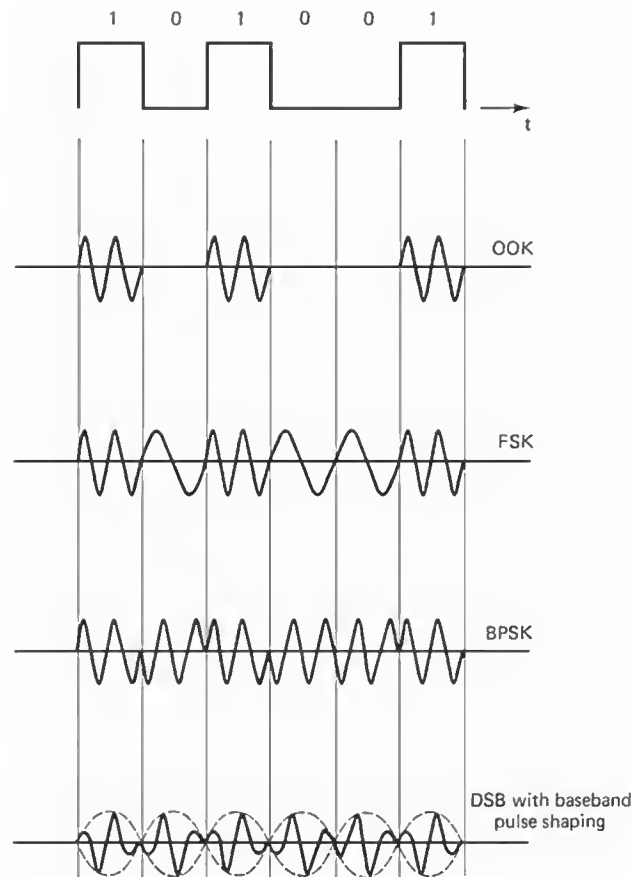 1 0 1 0 0 1
t
OOK
FSK
BPSK
DSB with baseband
pulse shaping